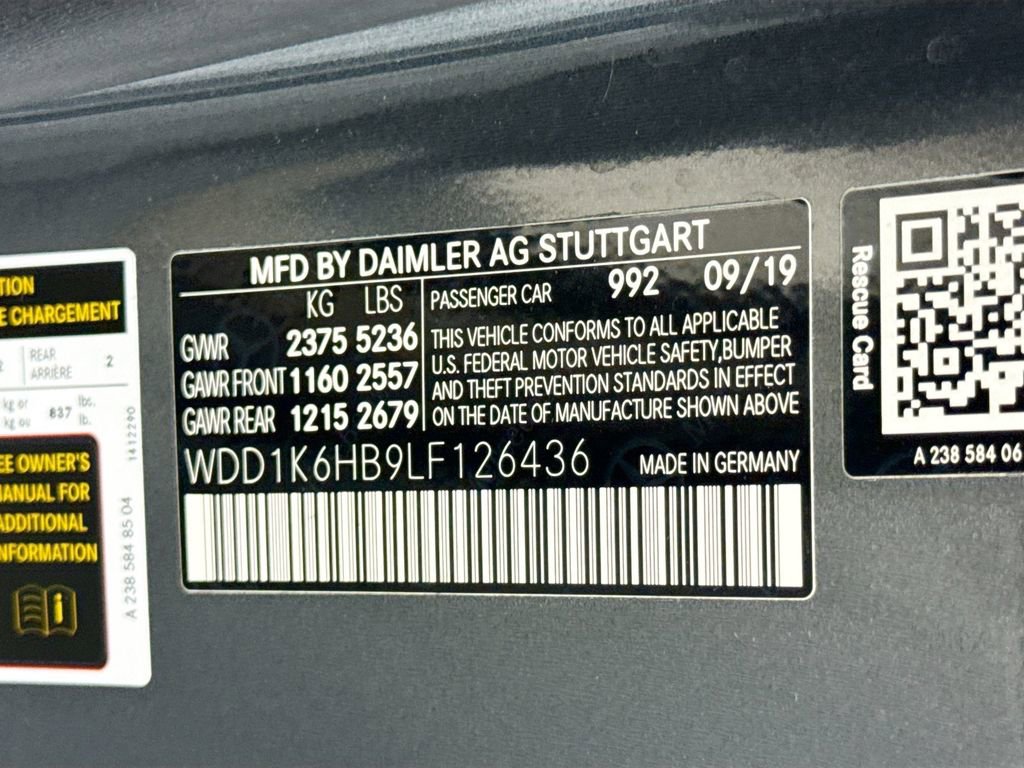 TION
E CHARGEMENT
REAR 2
ARRIÈRE
kg or 837 lbs.
kg ou lb.
1412290
EE OWNER'S
MANUAL FOR
ADDITIONAL
NFORMATION
A 238 584 85 04
MFD BY DAIMLER AG STUTTGART
KG LBS PASSENGER CAR 992 09/19
GVWR 2375 5236
GAWR FRONT 1160 2557
GAWR REAR 1215 2679
THIS VEHICLE CONFORMS TO ALL APPLICABLE
U.S. FEDERAL MOTOR VEHICLE SAFETY,BUMPER
AND THEFT PREVENTION STANDARDS IN EFFECT
ON THE DATE OF MANUFACTURE SHOWN ABOVE
WDD1K6HB9LF126436 MADE IN GERMANY
Rescue Card
A 238 584 06